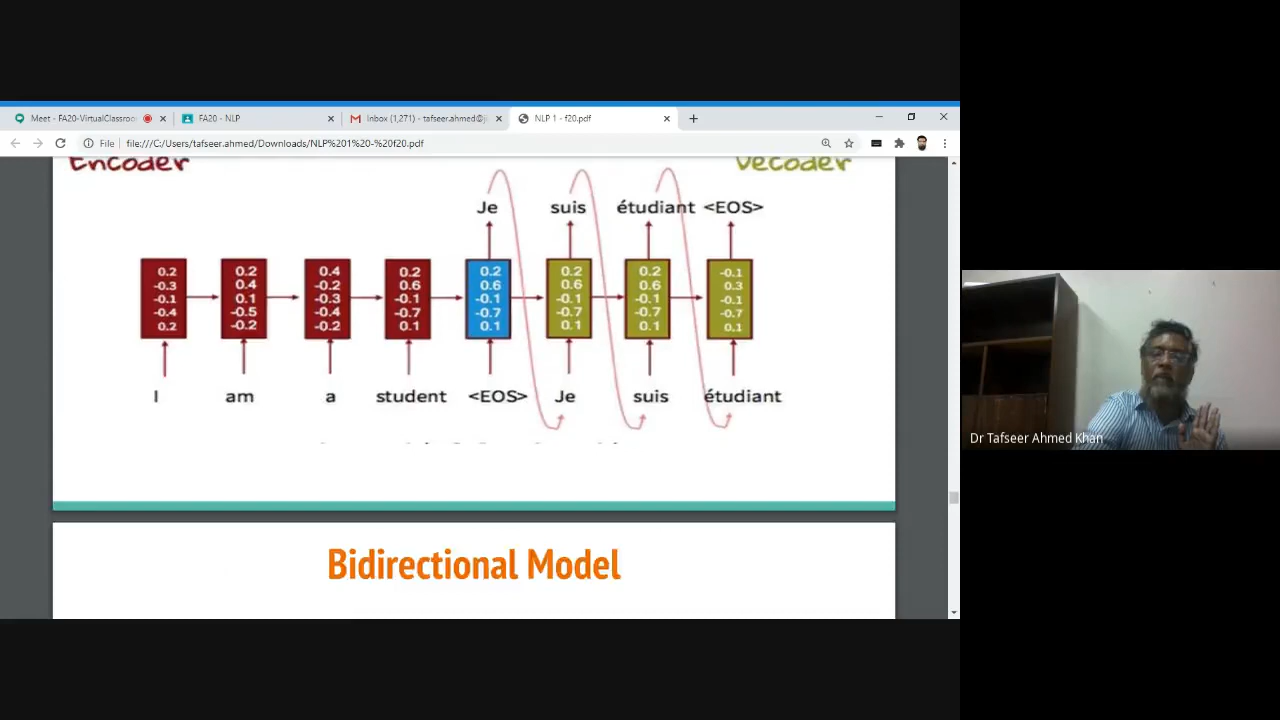 Meet - FA20-VirtualClassroo
FA20 - NLP
Inbox (1,271) - tafseer.ahmed@ji
NLP 1 - f20.pdf
File
file:///C:/Users/tafseer.ahmed/Downloads/NLP%201%20-%20f20.pdf
Encoder
Decoder
Je suis étudiant <EOS>
0.2 0.2 0.4 0.2 0.2 0.2 0.2 -0.1
-0.3 0.4 -0.2 0.6 0.6 0.6 0.6 0.3
-0.1 0.1 -0.3 -0.1 -0.1 -0.1 -0.1 -0.1
-0.4 -0.5 -0.4 -0.7 -0.7 -0.7 -0.7 -0.7
0.2 -0.2 -0.2 0.1 0.1 0.1 0.1 0.1
I am a student <EOS> Je suis étudiant
Bidirectional Model
Dr Tafseer Ahmed Khan